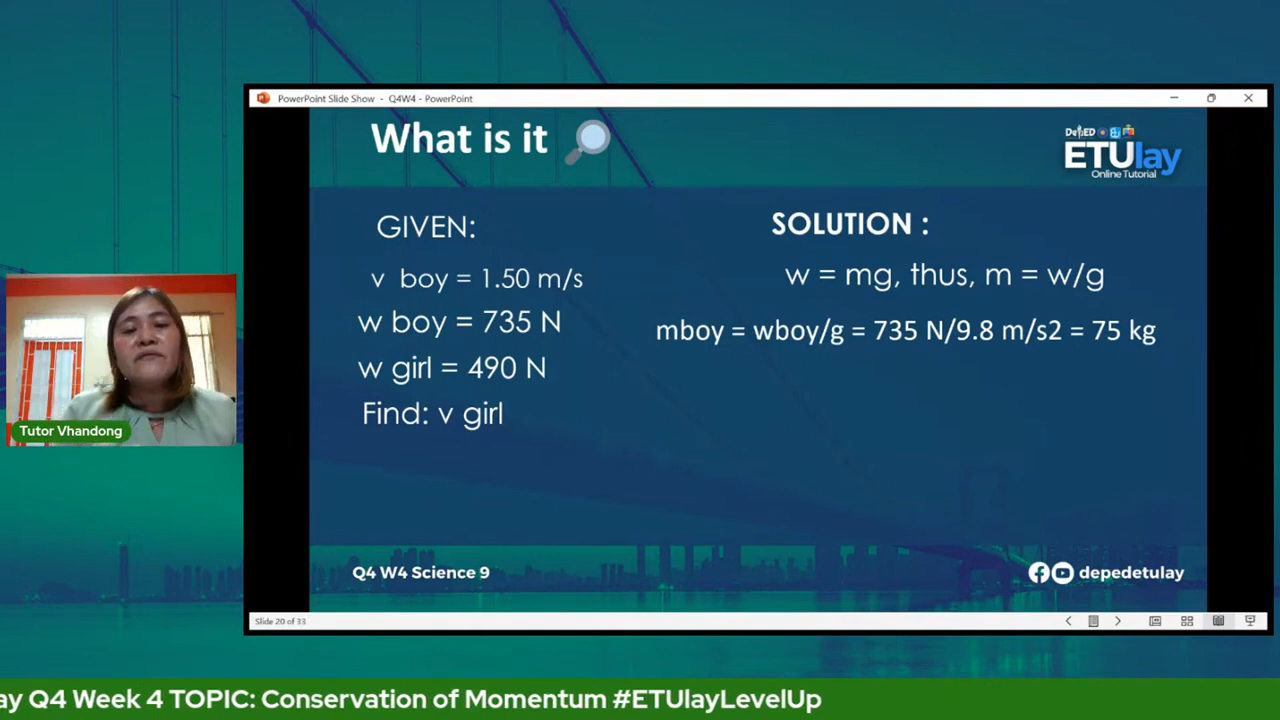 PowerPoint Slide Show - Q4W4 - PowerPoint
What is it
DepED
ETUlay
Online Tutorial
GIVEN:
v boy = 1.50 m/s
w boy = 735 N
w girl = 490 N
Find: v girl
SOLUTION :
w = mg, thus, m = w/g
mboy = wboy/g = 735 N/9.8 m/s2 = 75 kg
Tutor Vhandong
Q4 W4 Science 9
depedetulay
Slide 20 of 33
ay Q4 Week 4 TOPIC: Conservation of Momentum #ETUlayLevelUp